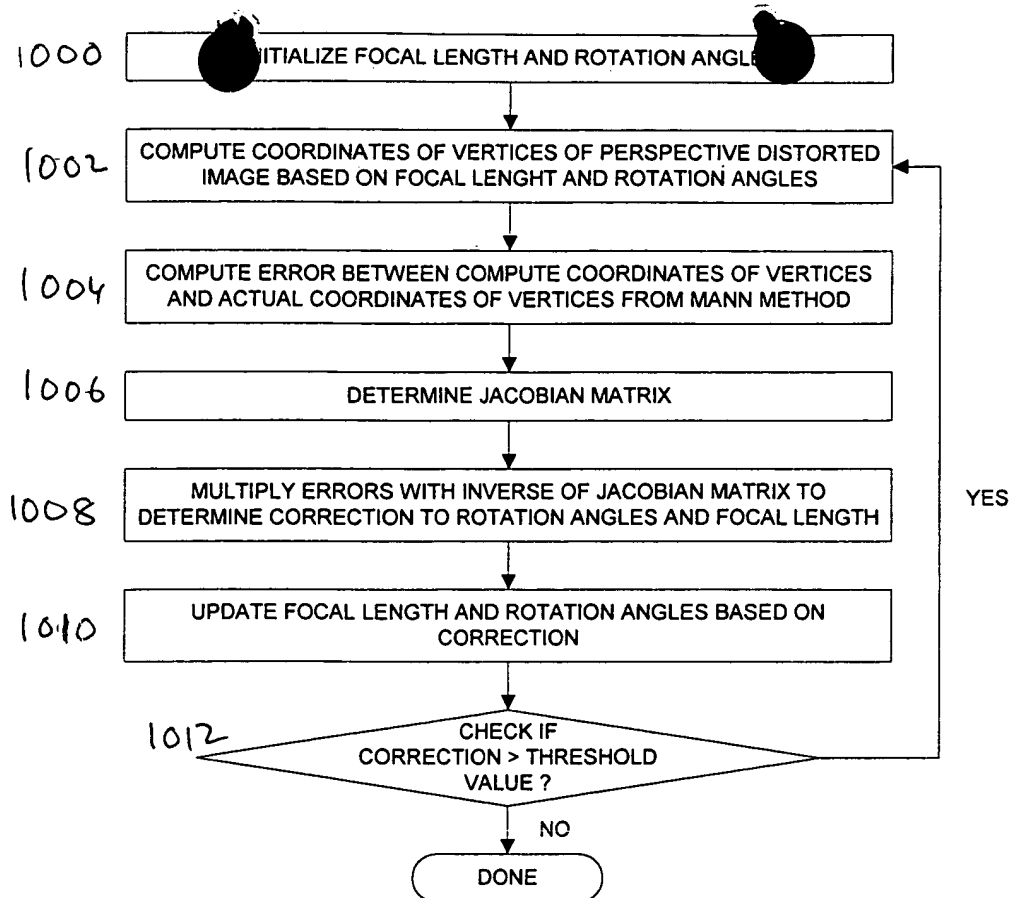 1000
ITIALIZE FOCAL LENGTH AND ROTATION ANGLE
1002
COMPUTE COORDINATES OF VERTICES OF PERSPECTIVE DISTORTED
IMAGE BASED ON FOCAL LENGHT AND ROTATION ANGLES
1004
COMPUTE ERROR BETWEEN COMPUTE COORDINATES OF VERTICES
AND ACTUAL COORDINATES OF VERTICES FROM MANN METHOD
1006
DETERMINE JACOBIAN MATRIX
1008
MULTIPLY ERRORS WITH INVERSE OF JACOBIAN MATRIX TO
DETERMINE CORRECTION TO ROTATION ANGLES AND FOCAL LENGTH
YES
1010
UPDATE FOCAL LENGTH AND ROTATION ANGLES BASED ON
CORRECTION
1012
CHECK IF
CORRECTION > THRESHOLD
VALUE ?
NO
DONE